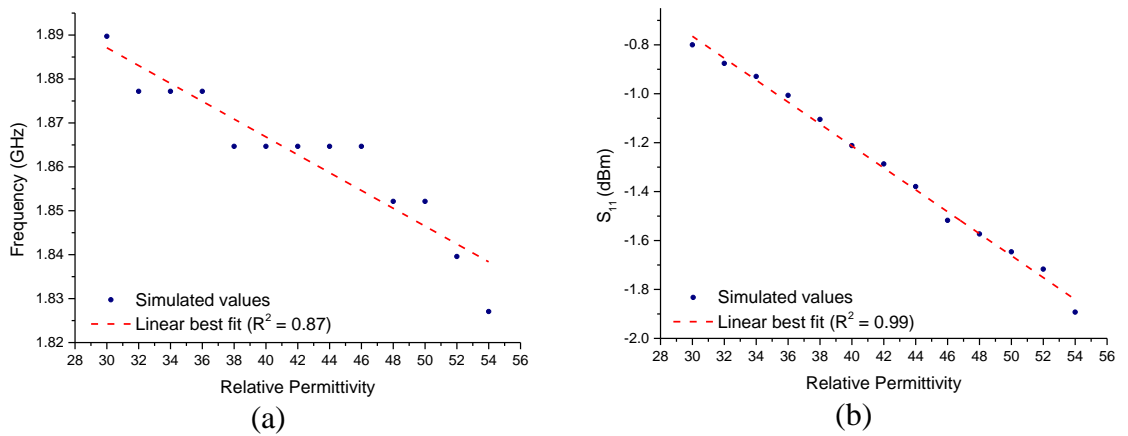 1.89
1.88
1.87
1.86
1.85
1.84
1.83
1.82
Frequency (GHz)
Simulated values
Linear best fit (R² = 0.87)
28 30 32 34 36 38 40 42 44 46 48 50 52 54 56
Relative Permittivity
(a)
-0.8
-1.0
-1.2
-1.4
-1.6
-1.8
-2.0
S₁₁ (dBm)
Simulated values
Linear best fit (R² = 0.99)
28 30 32 34 36 38 40 42 44 46 48 50 52 54 56
Relative Permittivity
(b)